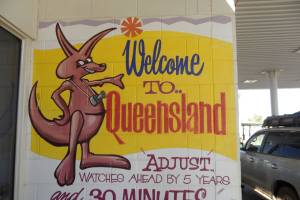 Welcome
TO..
Queensland
ADJUST..
WATCHES AHEAD BY 5 YEARS
and 30 MINUTES